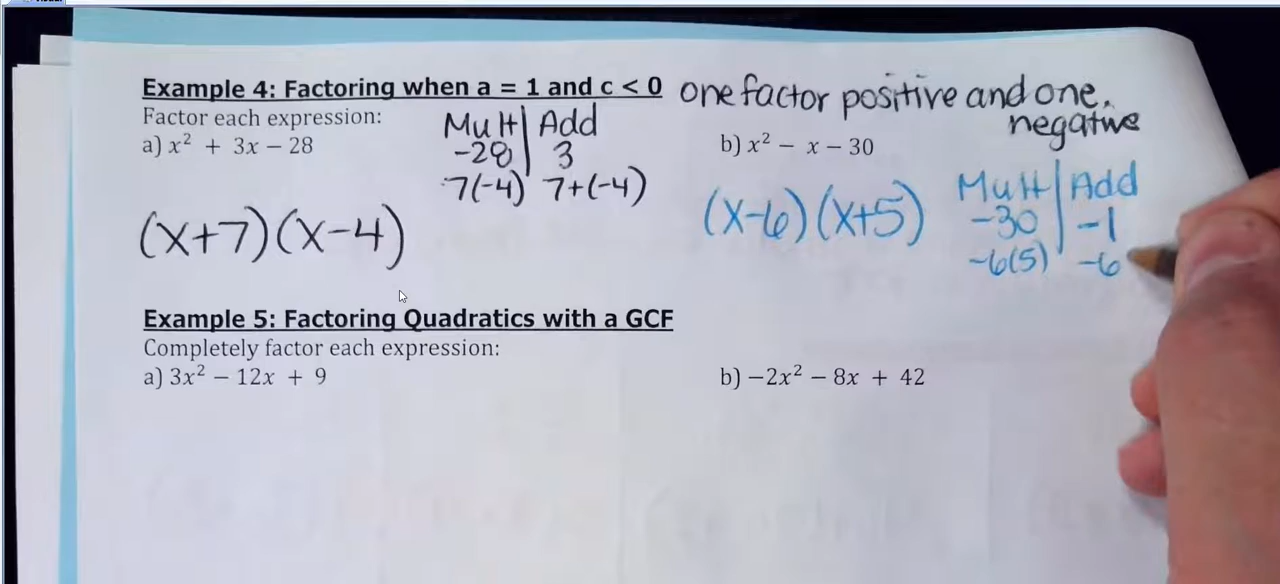 Example 4: Factoring when a = 1 and c < 0 one factor positive and one
negative
Factor each expression:
Mult | Add
a) x² + 3x − 28
-28 | 3
7(-4) 7+(-4)
(x+7)(x-4)
b) x² − x − 30
Mult | Add
(x-6)(x+5)
-30 | -1
-6(5) -6
Example 5: Factoring Quadratics with a GCF
Completely factor each expression:
a) 3x² − 12x + 9
b) −2x² − 8x + 42